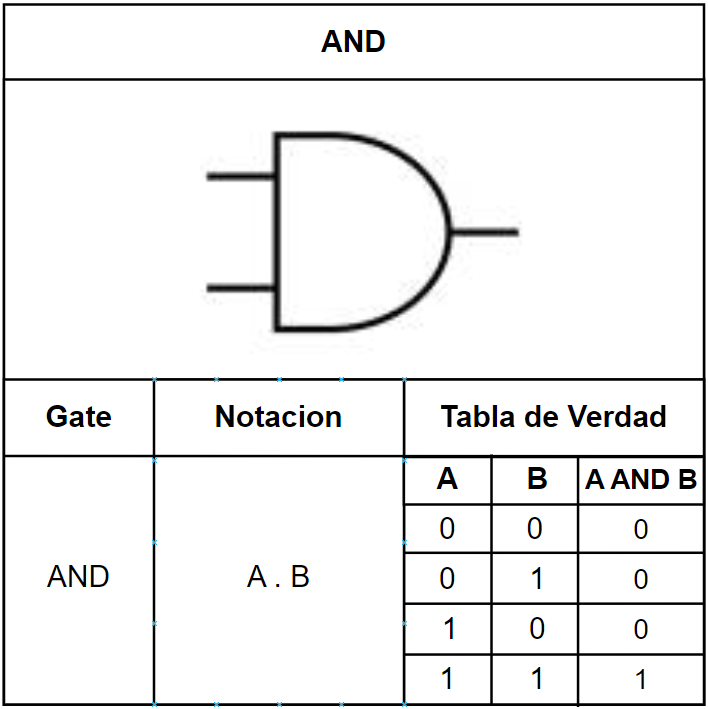 AND
Gate Notacion Tabla de Verdad
A B A AND B
0 0 0
0 1 0
AND A . B
1 0 0
1 1 1